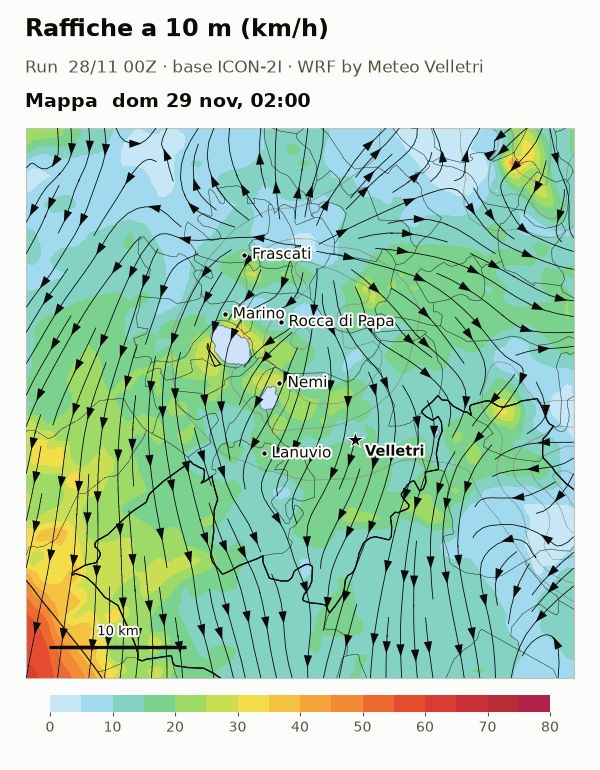 Raffiche a 10 m (km/h)
Run  28/11 00Z · base ICON-2I · WRF by Meteo Velletri
Mappa  dom 29 nov, 02:00
Frascati
Marino
Rocca di Papa
Nemi
Lanuvio
Velletri
10 km
0 10 20 30 40 50 60 70 80